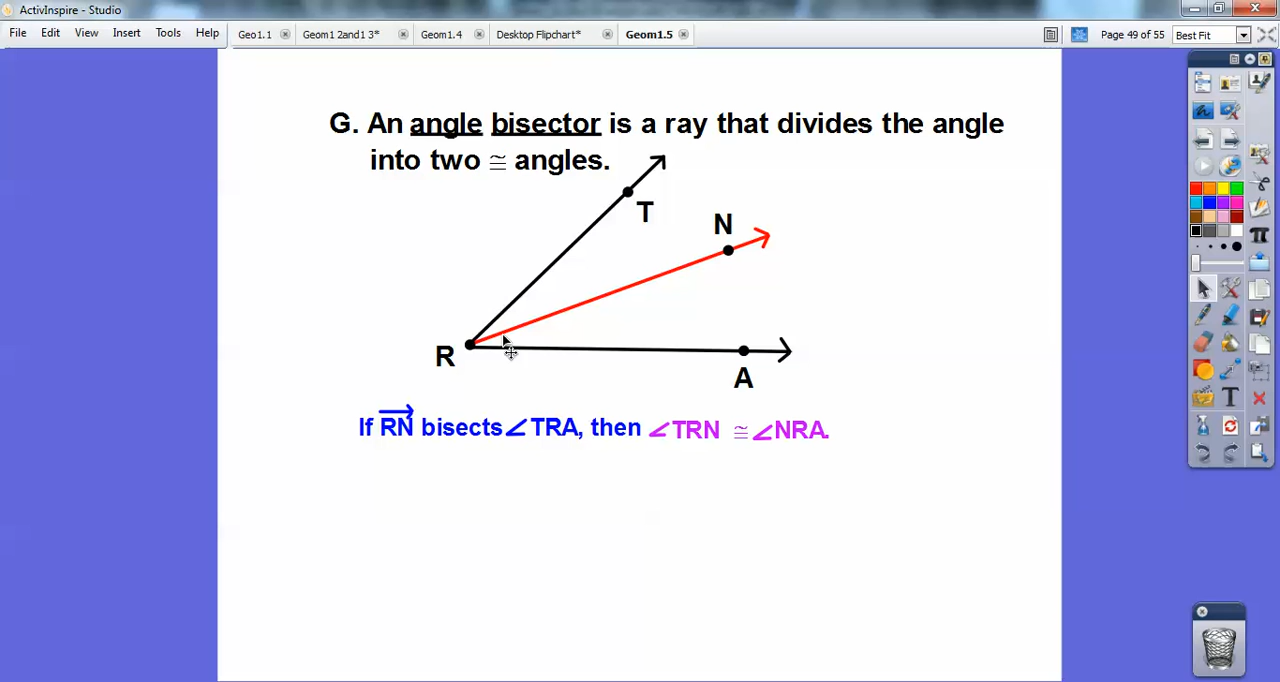 ActivInspire - Studio
File Edit View Insert Tools Help
Geo1.1 Geom1 2and1 3* Geom1.4 Desktop Flipchart* Geom1.5
Page 49 of 55 Best Fit
G. An angle bisector is a ray that divides the angle
into two ≅ angles.
T
N
R
A
If RN bisects ∠TRA, then ∠TRN ≅ ∠NRA.